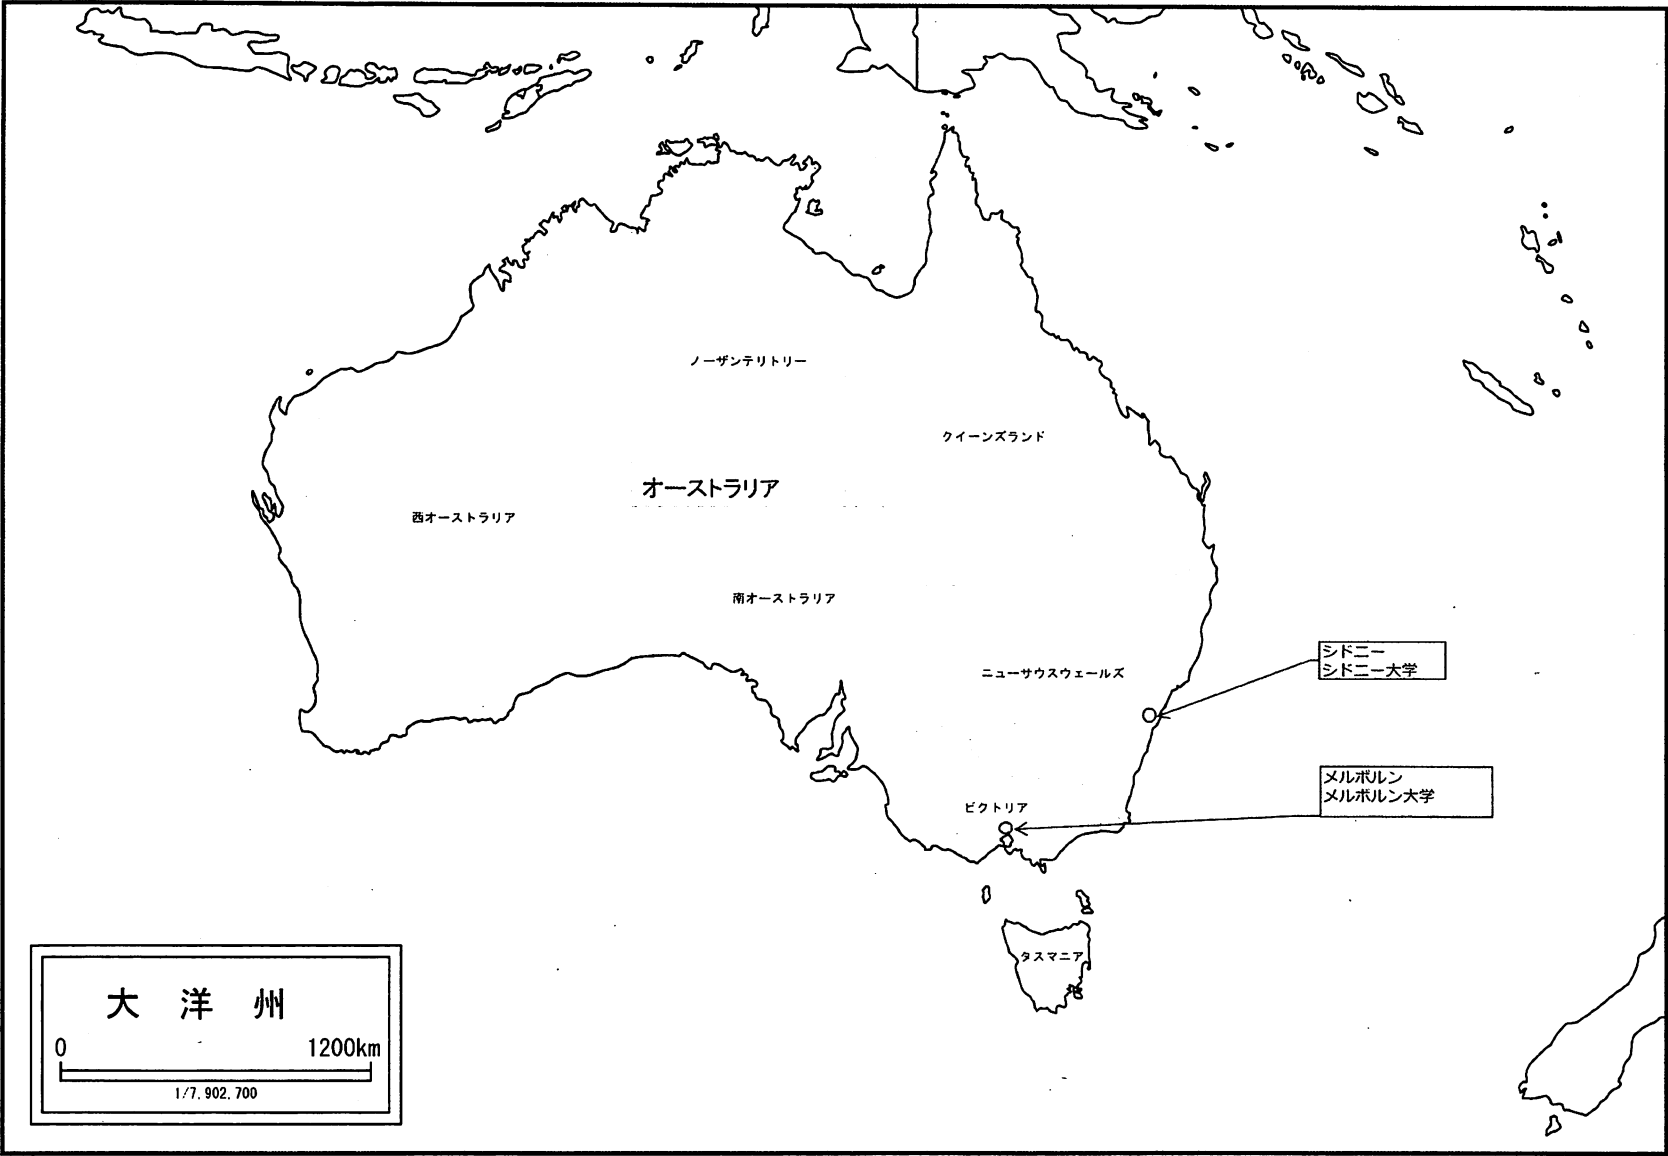 ノーザンテリトリー
クイーンズランド
オーストラリア
西オーストラリア
南オーストラリア
ニューサウスウェールズ
シドニー
シドニー大学
メルボルン
メルボルン大学
ビクトリア
タスマニア
大 洋 州
0 1200km
1/7,902,700